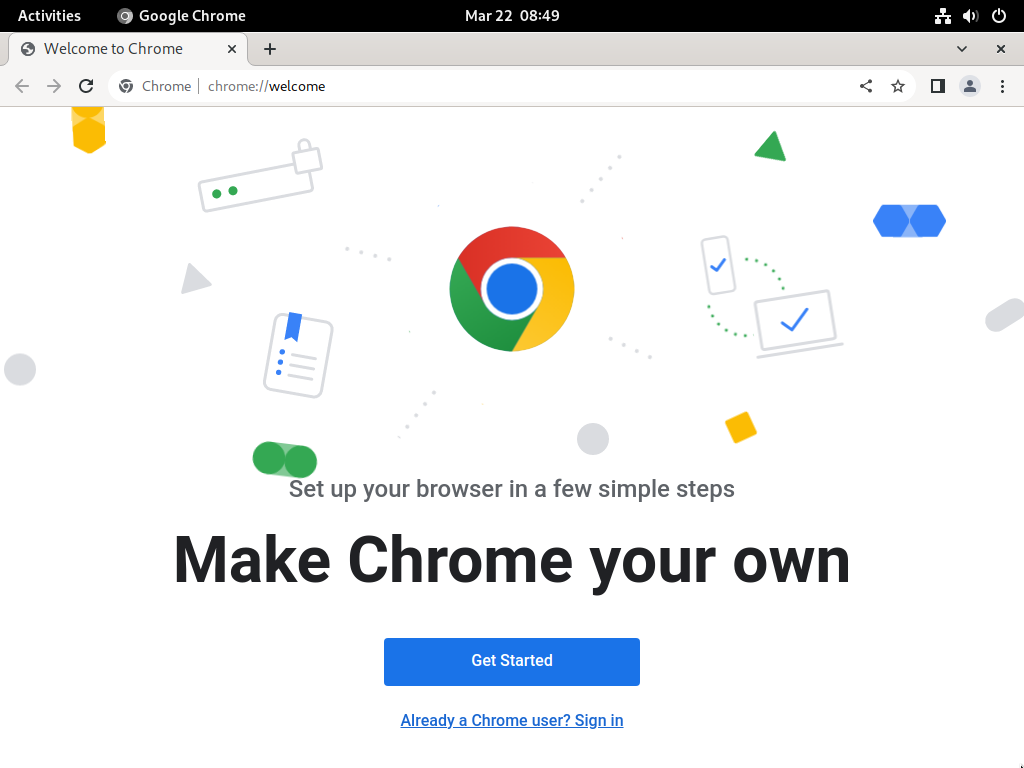 Activities
Google Chrome
Mar 22 08:49
Welcome to Chrome
Chrome
chrome://welcome
Set up your browser in a few simple steps
Make Chrome your own
Get Started
Already a Chrome user? Sign in